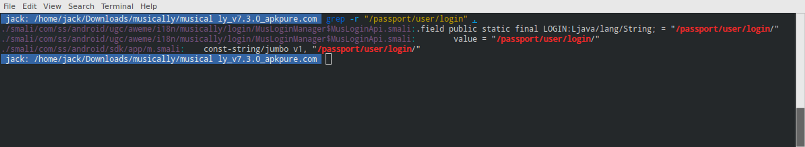 File Edit View Search Terminal Help
jack: /home/jack/Downloads/musically/musical ly_v7.3.0_apkpure.com grep -r "/passport/user/login" .
./smali/com/ss/android/ugc/aweme/i18n/musically/login/MusLoginManager$MusLoginApi.smali:.field public static final LOGIN:Ljava/lang/String; = "/passport/user/login/"
./smali/com/ss/android/ugc/aweme/i18n/musically/login/MusLoginManager$MusLoginApi.smali: value = "/passport/user/login/"
./smali/com/ss/android/sdk/app/m.smali: const-string/jumbo v1, "/passport/user/login/"
jack: /home/jack/Downloads/musically/musical ly_v7.3.0_apkpure.com